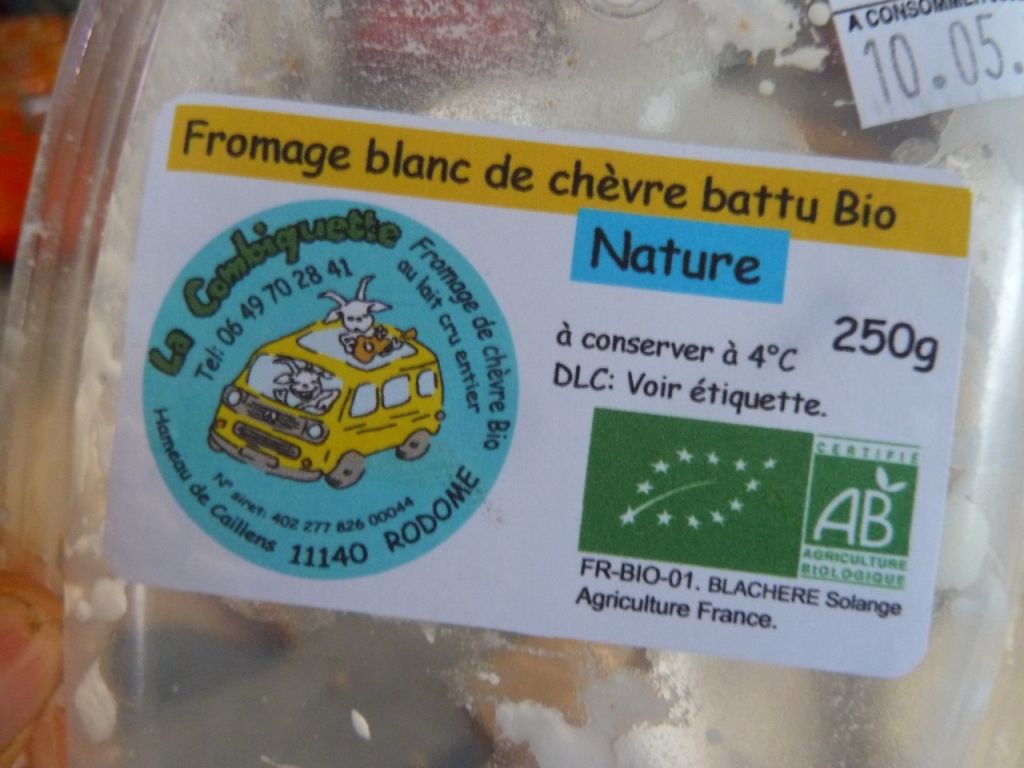 A CONSOMMER
10.05.
Fromage blanc de chèvre battu Bio
Nature
250g
à conserver à 4°C
DLC: Voir étiquette.
La Combiquette
Tel: 06 49 70 28 41
Fromage de chèvre Bio
au lait cru entier
N° siret: 402 277 826 00044
Hameau de Caillens
11140 RODOME
CERTIFIÉ
AB
AGRICULTURE
BIOLOGIQUE
FR-BIO-01. BLACHERE Solange
Agriculture France.